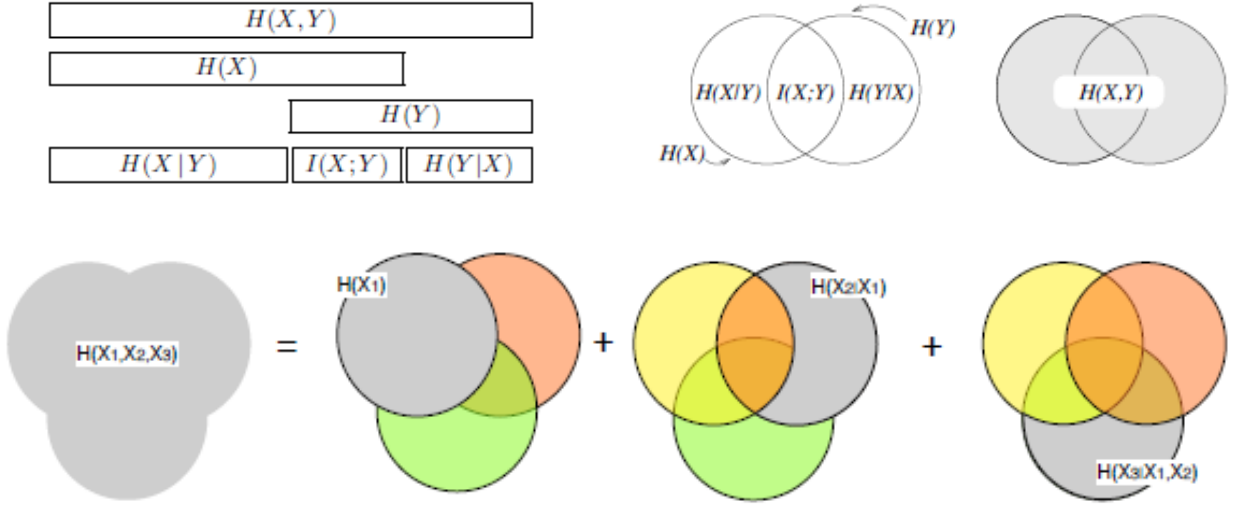 H(X,Y)
H(X)
H(Y)
H(X|Y) I(X;Y) H(Y|X)
H(Y)
H(X|Y) I(X;Y) H(Y|X)
H(X)
H(X,Y)
H(X1,X2,X3)
=
H(X1)
+
H(X2|X1)
+
H(X3|X1,X2)